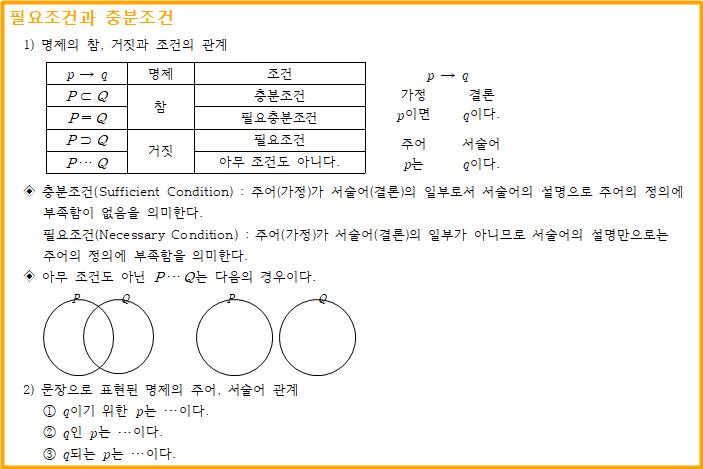 필요조건과 충분조건
1) 명제의 참, 거짓과 조건의 관계
p → q 명제 조건
P ⊂ Q 참 충분조건
P = Q 필요충분조건
P ⊃ Q 거짓 필요조건
P ⋯ Q 아무 조건도 아니다.
p → q
가정 결론
p이면 q이다.
주어 서술어
p는 q이다.
◈ 충분조건(Sufficient Condition) : 주어(가정)가 서술어(결론)의 일부로서 서술어의 설명으로 주어의 정의에
부족함이 없음을 의미한다.
필요조건(Necessary Condition) : 주어(가정)가 서술어(결론)의 일부가 아니므로 서술어의 설명만으로는
주어의 정의에 부족함을 의미한다.
◈ 아무 조건도 아닌 P ⋯ Q는 다음의 경우이다.
P Q P Q
2) 문장으로 표현된 명제의 주어, 서술어 관계
① q이기 위한 p는 ⋯이다.
② q인 p는 ⋯이다.
③ q되는 p는 ⋯이다.